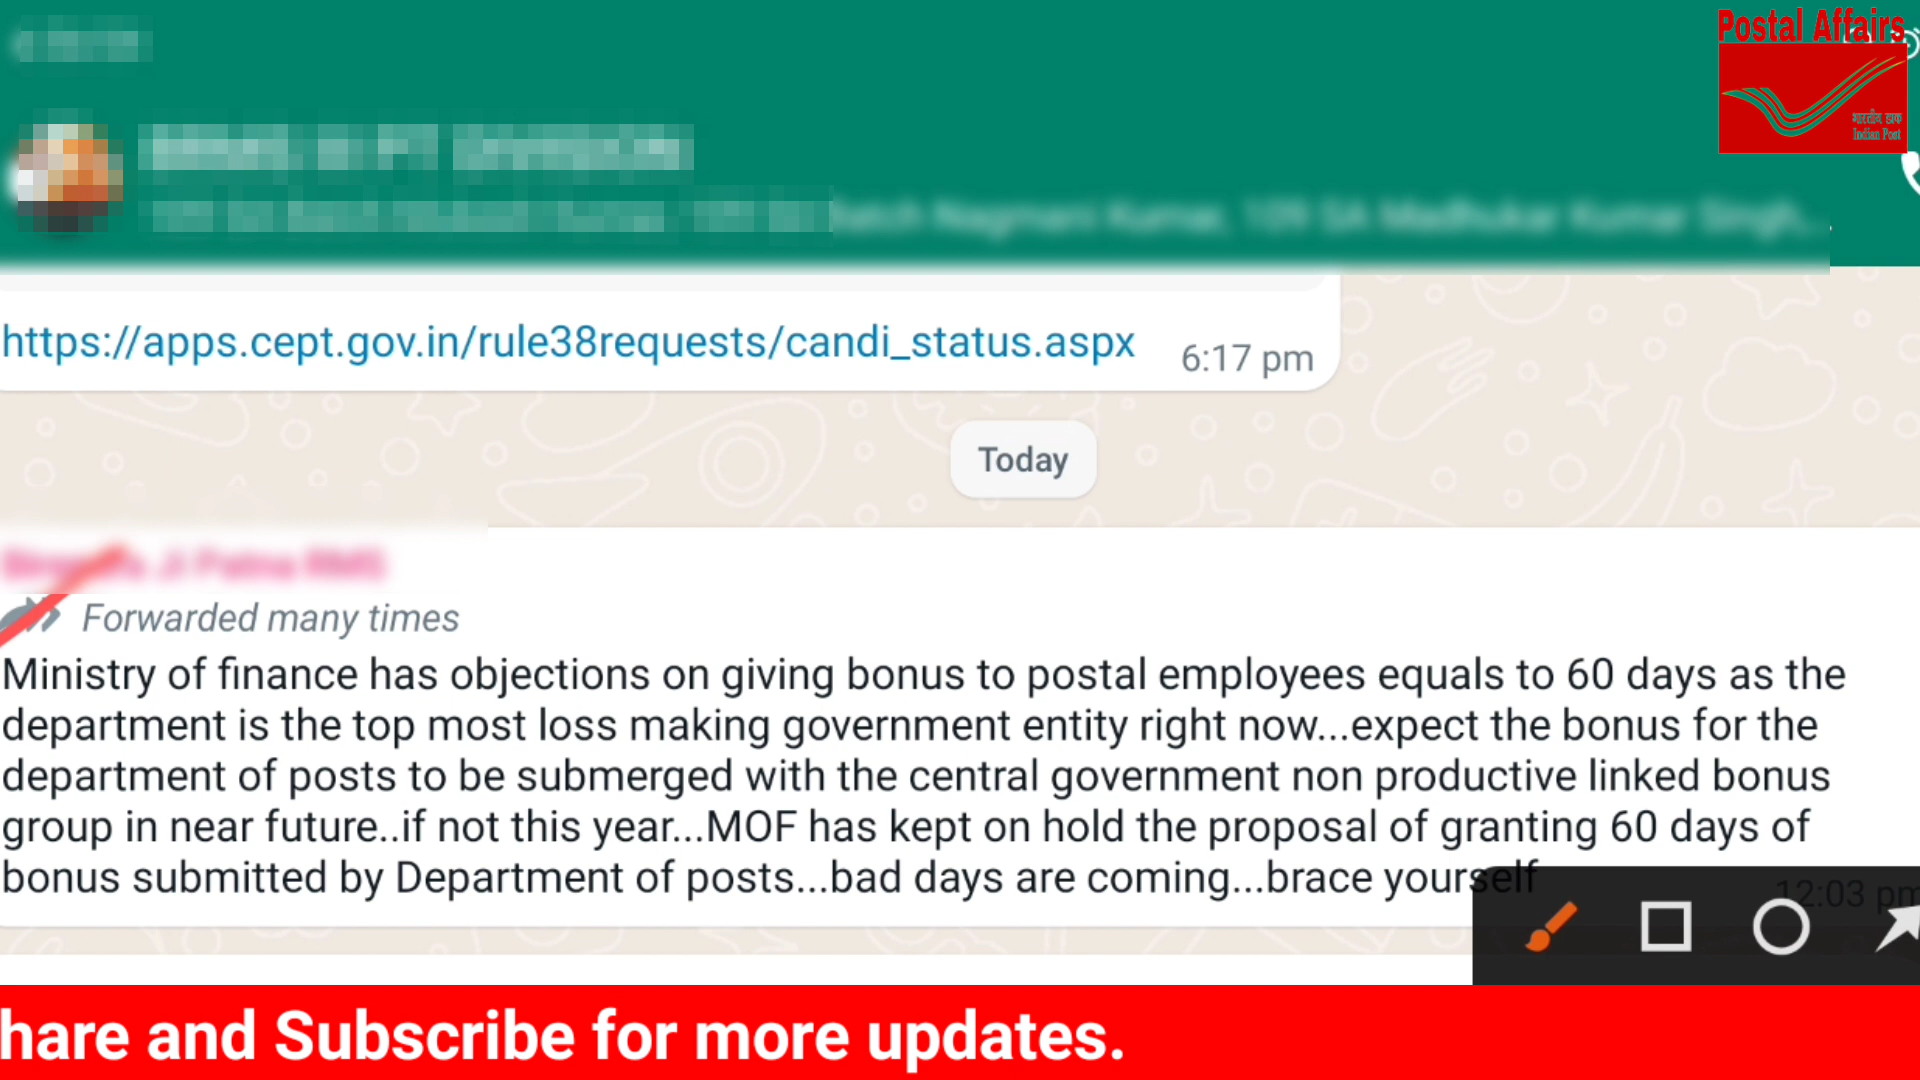 Postal Affairs
भारतीय डाक
Indian Post
https://apps.cept.gov.in/rule38requests/candi_status.aspx
6:17 pm
Today
Forwarded many times
Ministry of finance has objections on giving bonus to postal employees equals to 60 days as the
department is the top most loss making government entity right now...expect the bonus for the
department of posts to be submerged with the central government non productive linked bonus
group in near future..if not this year...MOF has kept on hold the proposal of granting 60 days of
bonus submitted by Department of posts...bad days are coming...brace yourself
12:03 pm
hare and Subscribe for more updates.